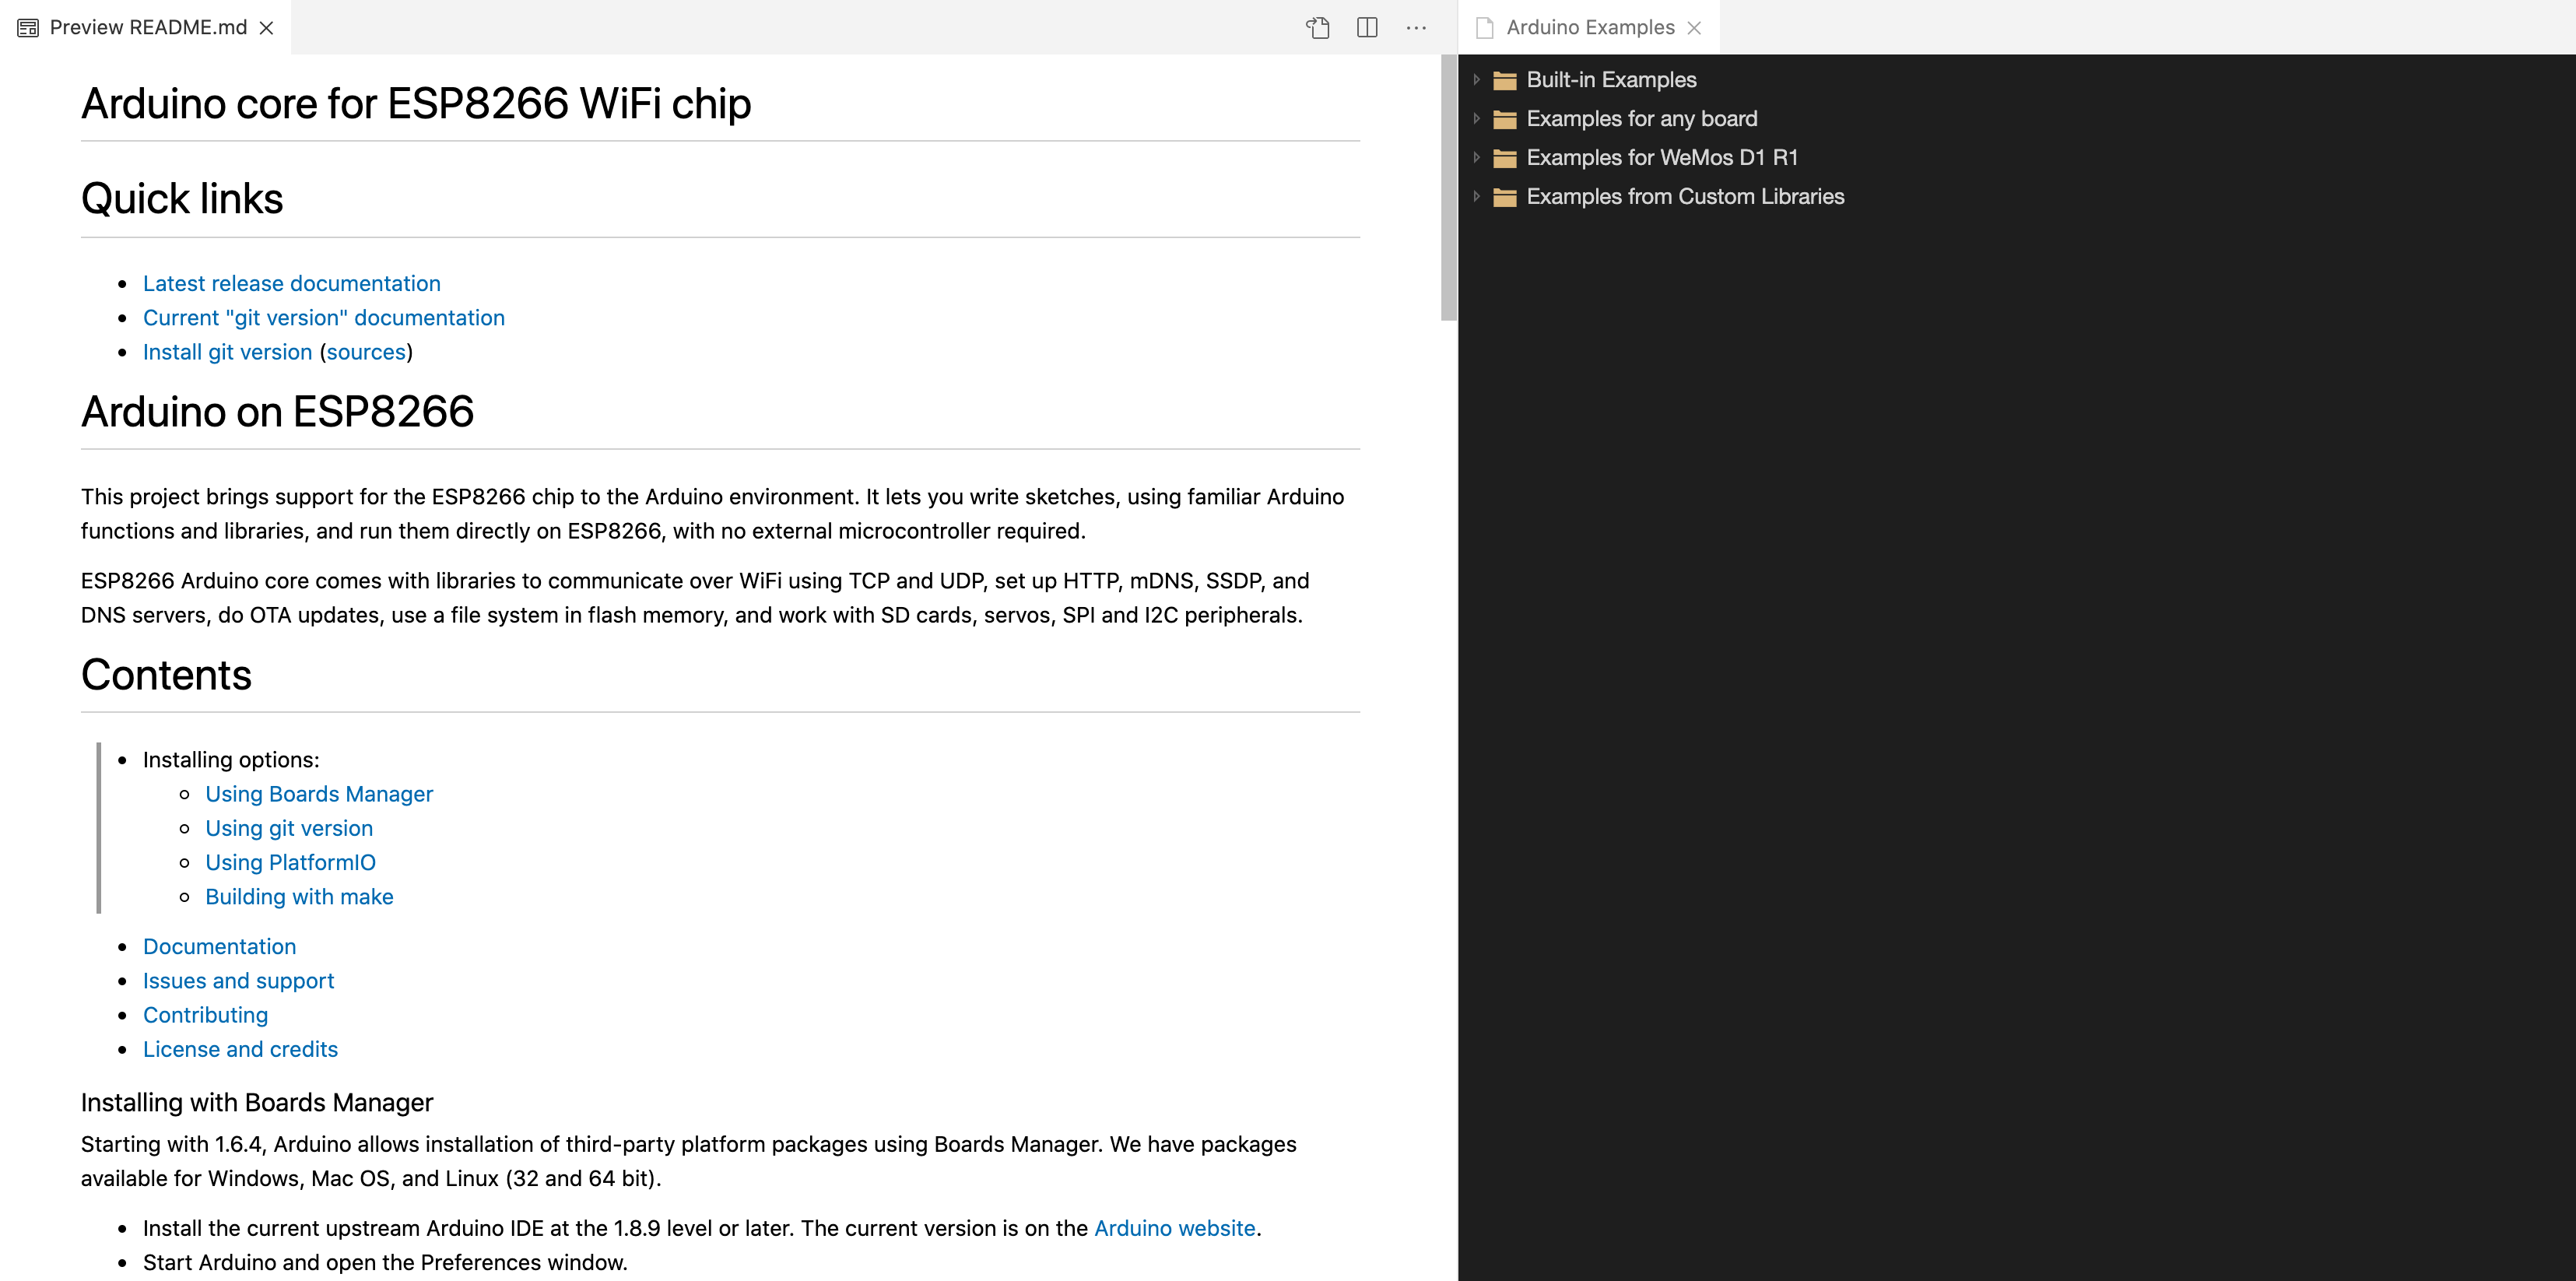 Preview README.md
Arduino core for ESP8266 WiFi chip
Quick links
Latest release documentation
Current "git version" documentation
Install git version (sources)
Arduino on ESP8266
This project brings support for the ESP8266 chip to the Arduino environment. It lets you write sketches, using familiar Arduino
functions and libraries, and run them directly on ESP8266, with no external microcontroller required.
ESP8266 Arduino core comes with libraries to communicate over WiFi using TCP and UDP, set up HTTP, mDNS, SSDP, and
DNS servers, do OTA updates, use a file system in flash memory, and work with SD cards, servos, SPI and I2C peripherals.
Contents
Installing options:
Using Boards Manager
Using git version
Using PlatformIO
Building with make
Documentation
Issues and support
Contributing
License and credits
Installing with Boards Manager
Starting with 1.6.4, Arduino allows installation of third-party platform packages using Boards Manager. We have packages
available for Windows, Mac OS, and Linux (32 and 64 bit).
Install the current upstream Arduino IDE at the 1.8.9 level or later. The current version is on the Arduino website.
Start Arduino and open the Preferences window.
Arduino Examples
Built-in Examples
Examples for any board
Examples for WeMos D1 R1
Examples from Custom Libraries